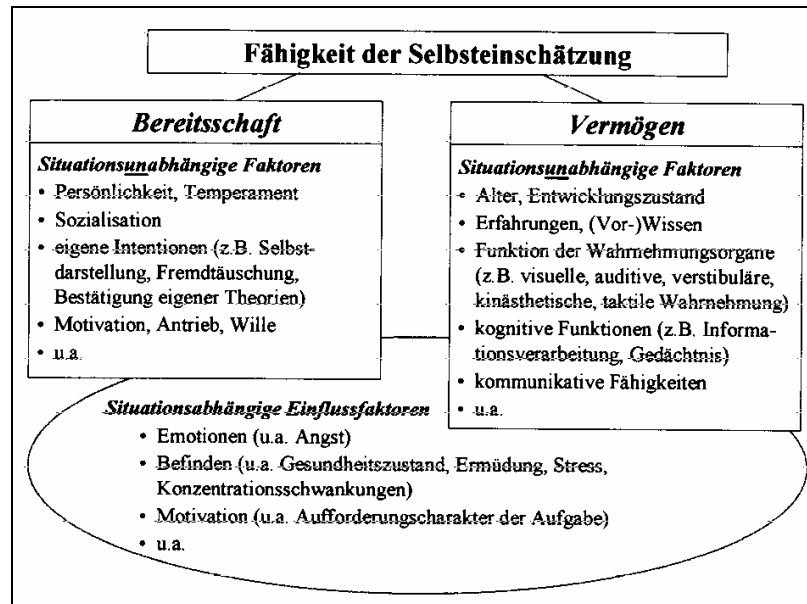 Fähigkeit der Selbsteinschätzung
Bereitsschaft
Situationsunabhängige Faktoren
• Persönlichkeit, Temperament
• Sozialisation
• eigene Intentionen (z.B. Selbst-
darstellung, Fremdtäuschung,
Bestätigung eigener Theorien)
• Motivation, Antrieb, Wille
• u.a.
Vermögen
Situationsunabhängige Faktoren
• Alter, Entwicklungszustand
• Erfahrungen, (Vor-)Wissen
• Funktion der Wahrnehmungsorgane
(z.B. visuelle, auditive, verstibuläre,
kinästhetische, taktile Wahrnehmung)
• kognitive Funktionen (z.B. Informa-
tionsverarbeitung, Gedächtnis)
• kommunikative Fähigkeiten
• u.a.
Situationsabhängige Einflussfaktoren
• Emotionen (u.a. Angst)
• Befinden (u.a. Gesundheitszustand, Ermüdung, Stress,
Konzentrationsschwankungen)
• Motivation (u.a. Aufforderungscharakter der Aufgabe)
• u.a.